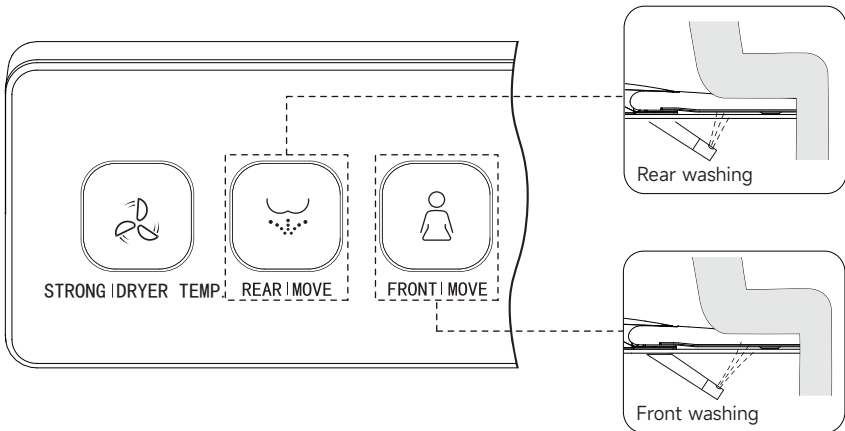 Rear washing
STRONG | DRYER TEMP.
REAR | MOVE
FRONT | MOVE
Front washing